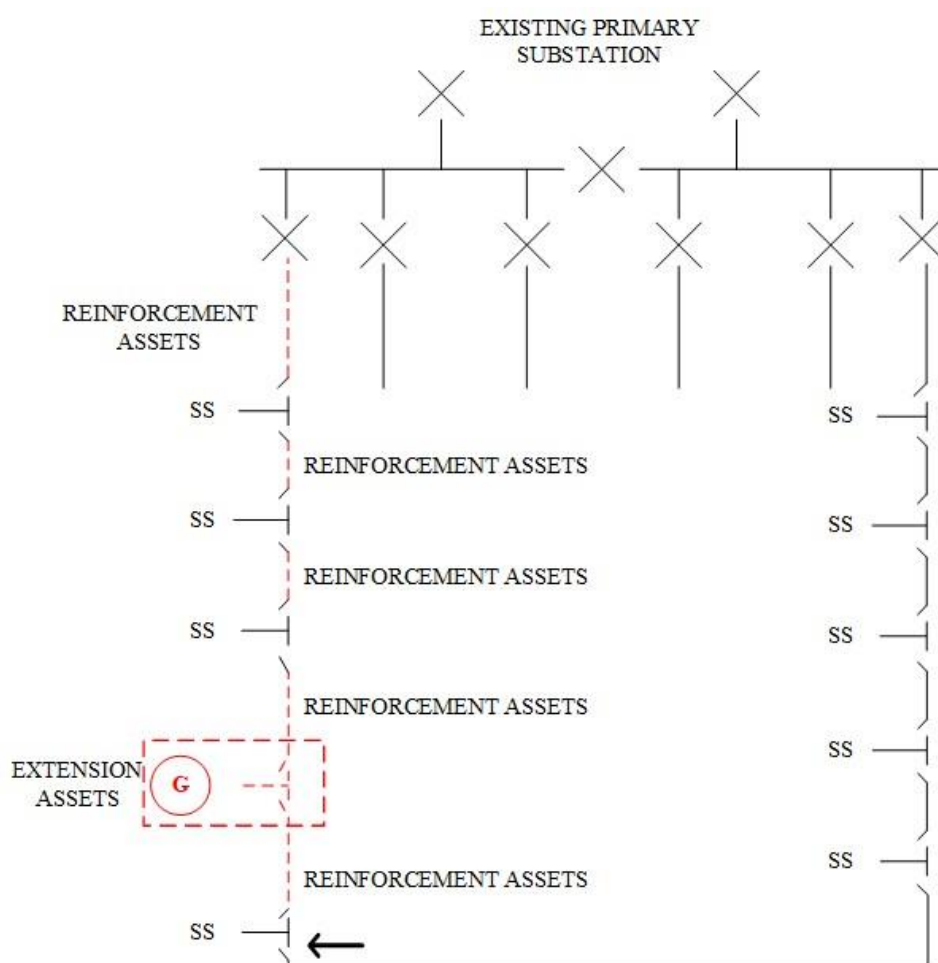 EXISTING PRIMARY
SUBSTATION
REINFORCEMENT
ASSETS
SS
SS
REINFORCEMENT ASSETS
SS
SS
REINFORCEMENT ASSETS
SS
SS
REINFORCEMENT ASSETS
SS
EXTENSION
ASSETS
G
SS
REINFORCEMENT ASSETS
SS